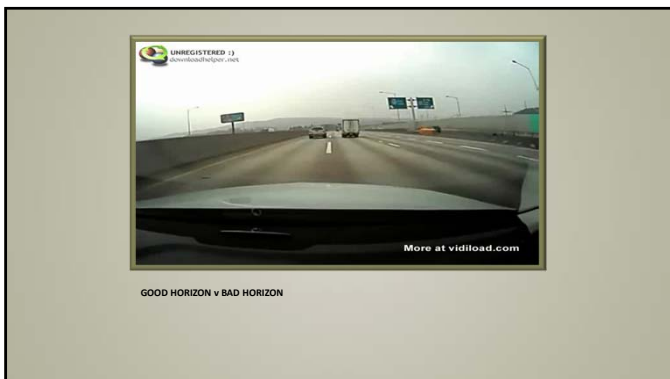 UNREGISTERED :)
downloadhelper.net
More at vidiload.com
GOOD HORIZON v BAD HORIZON